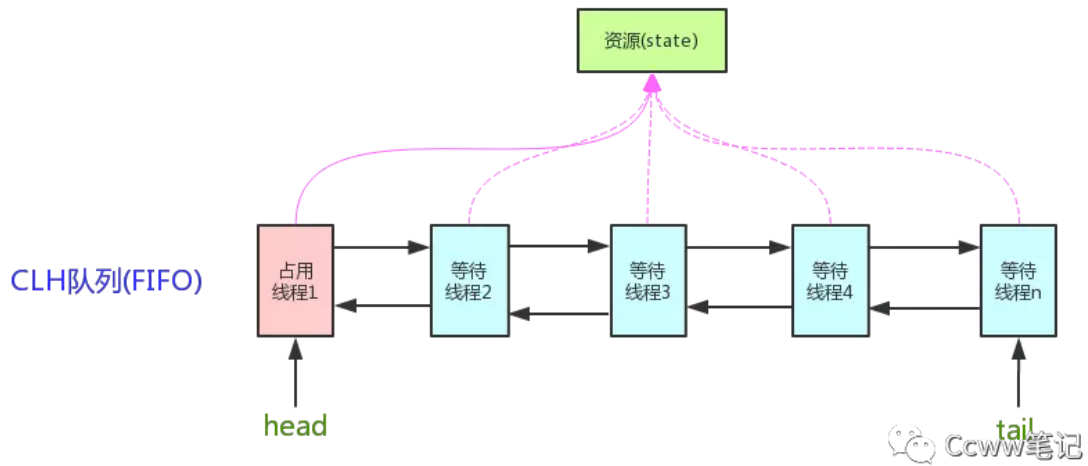 资源(state)
CLH队列(FIFO)
占用
线程1
等待
线程2
等待
线程3
等待
线程4
等待
线程n
head
tail
Ccww笔记